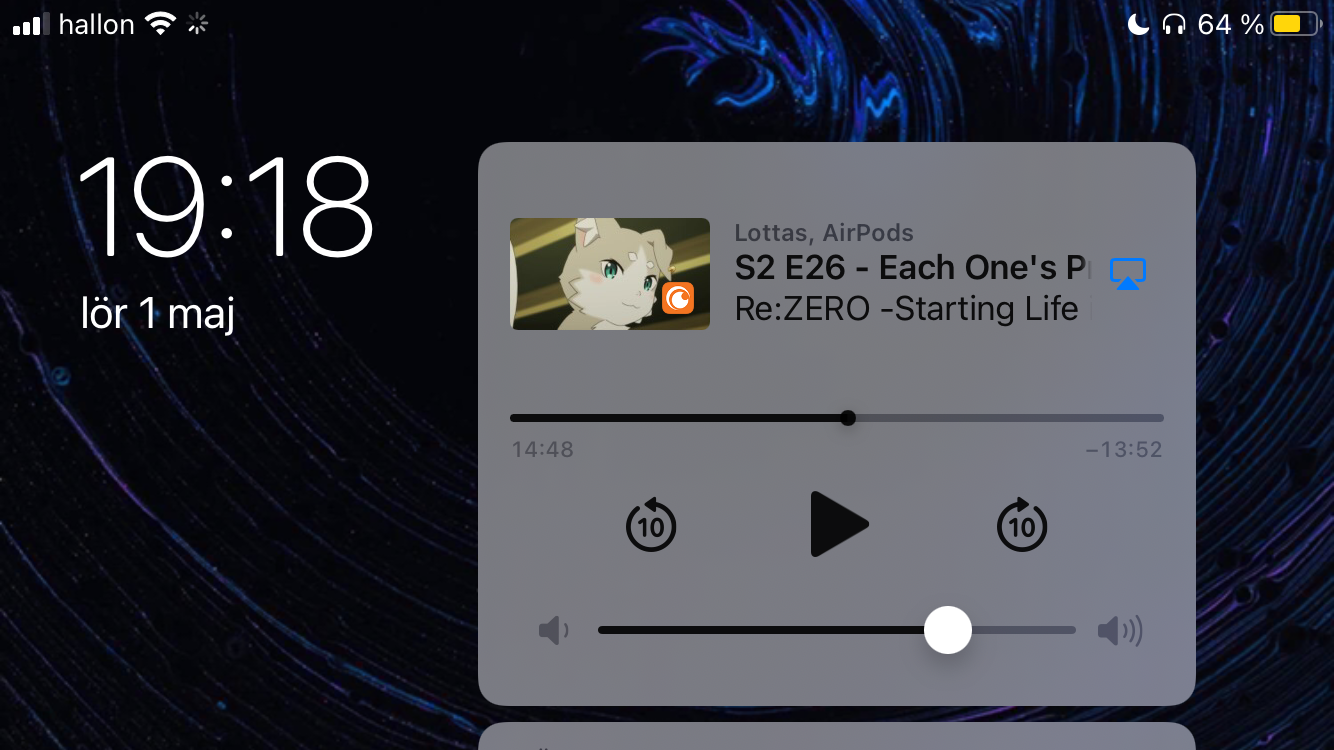 hallon 64 %
19:18
lör 1 maj
Lottas, AirPods
S2 E26 - Each One's P
Re:ZERO -Starting Life
14:48 −13:52
10 10